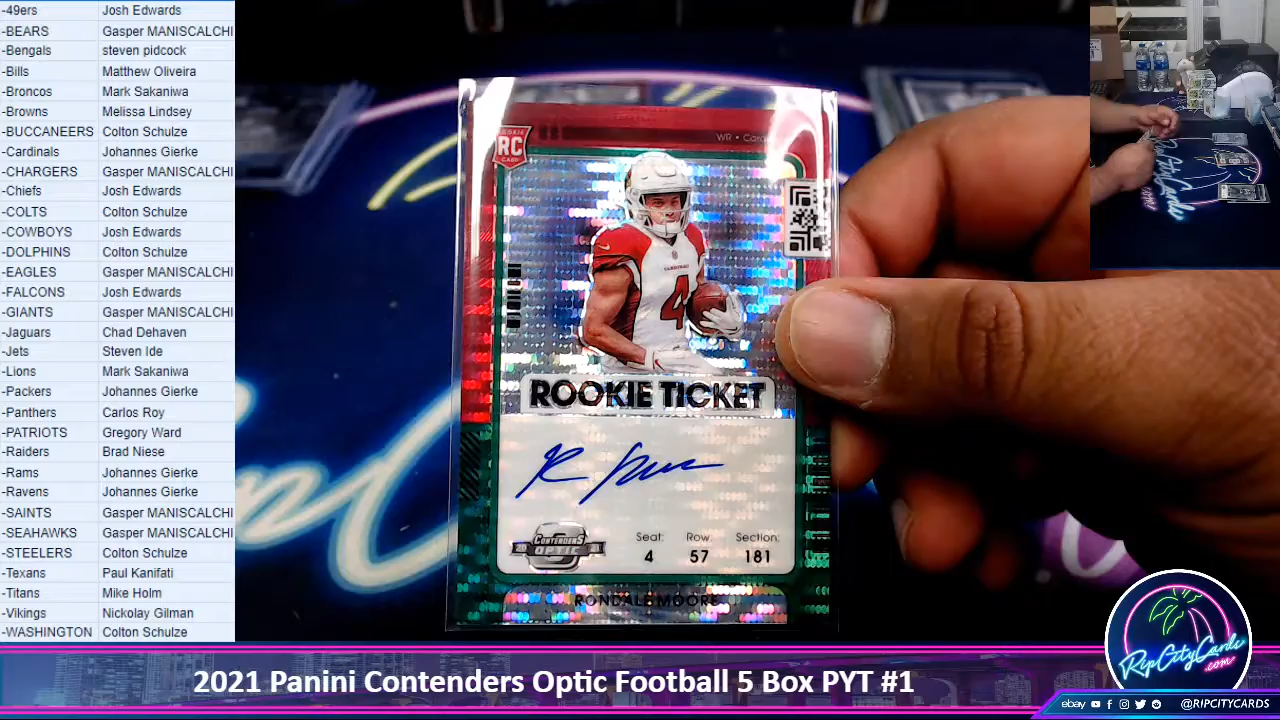 -49ers Josh Edwards
-BEARS Gasper MANISCALCHI
-Bengals steven pidcock
-Bills Matthew Oliveira
-Broncos Mark Sakaniwa
-Browns Melissa Lindsey
-BUCCANEERS Colton Schulze
-Cardinals Johannes Gierke
-CHARGERS Gasper MANISCALCHI
-Chiefs Josh Edwards
-COLTS Colton Schulze
-COWBOYS Josh Edwards
-DOLPHINS Colton Schulze
-EAGLES Gasper MANISCALCHI
-FALCONS Josh Edwards
-GIANTS Gasper MANISCALCHI
-Jaguars Chad Dehaven
-Jets Steven Ide
-Lions Mark Sakaniwa
-Packers Johannes Gierke
-Panthers Carlos Roy
-PATRIOTS Gregory Ward
-Raiders Brad Niese
-Rams Johannes Gierke
-Ravens Johannes Gierke
-SAINTS Gasper MANISCALCHI
-SEAHAWKS Gasper MANISCALCHI
-STEELERS Colton Schulze
-Texans Paul Kanifati
-Titans Mike Holm
-Vikings Nickolay Gilman
-WASHINGTON Colton Schulze
ROOKIE
RC
CARD
WR •
CARDINALS
4
ROOKIE TICKET
CONTENDERS
OPTIC
Seat: Row: Section:
4 57 181
RONDALE MOORE
RipCityCards
.com
2021 Panini Contenders Optic Football 5 Box PYT #1
ebay @RIPCITYCARDS